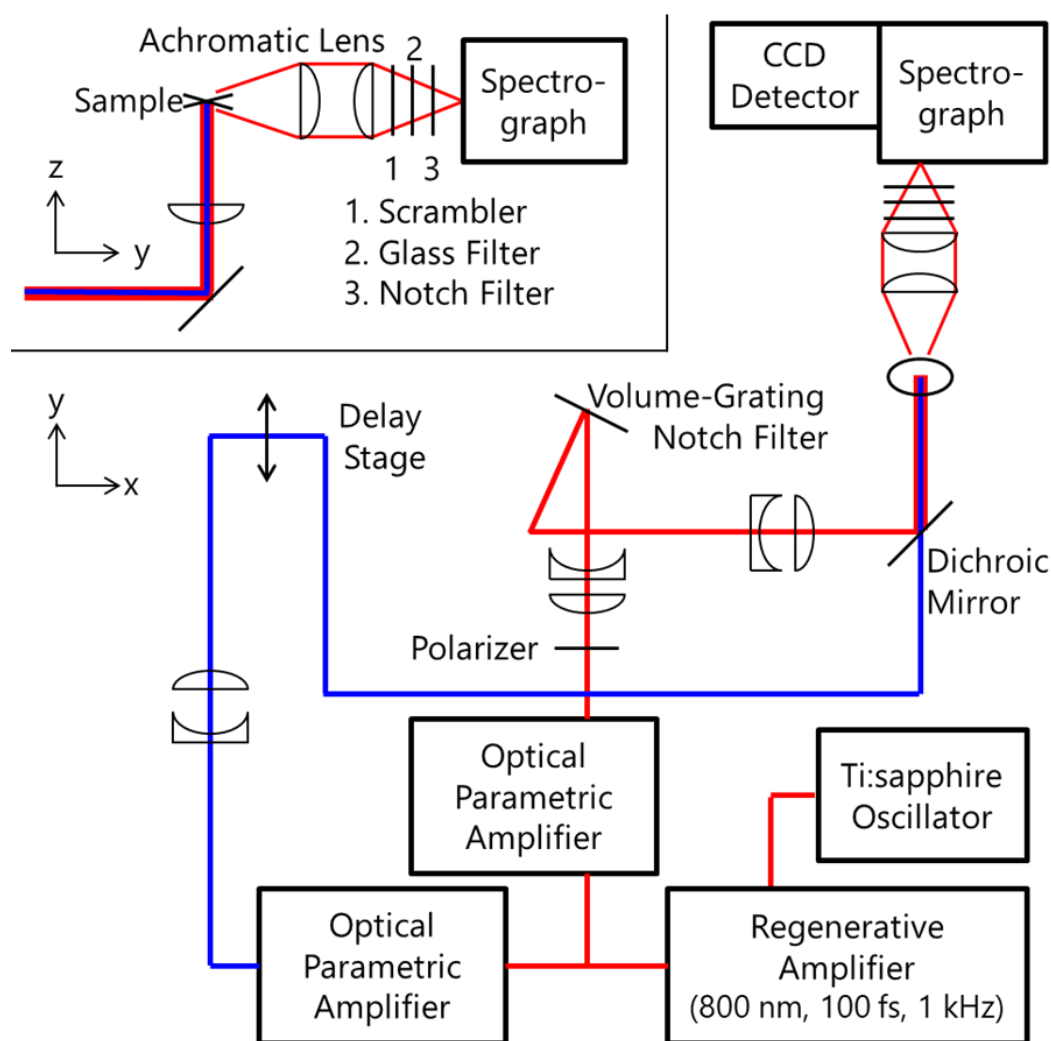 Achromatic Lens
2
Sample
Spectro-
graph
z
y
1
3
1. Scrambler
2. Glass Filter
3. Notch Filter
CCD
Detector
Spectro-
graph
y
x
Delay
Stage
Volume-Grating
Notch Filter
Dichroic
Mirror
Polarizer
Optical
Parametric
Amplifier
Ti:sapphire
Oscillator
Optical
Parametric
Amplifier
Regenerative
Amplifier
(800 nm, 100 fs, 1 kHz)